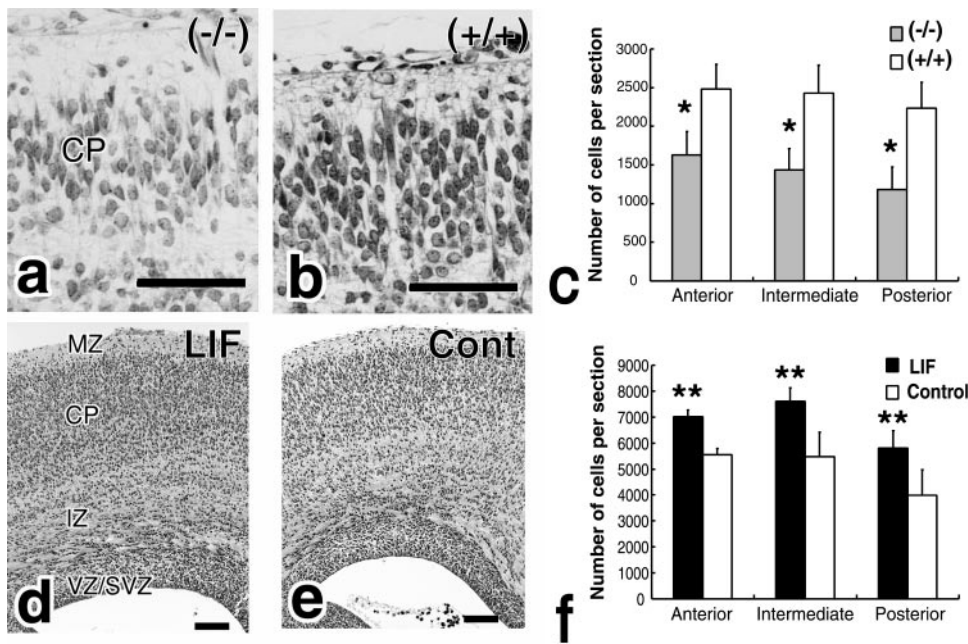 (-/-)
CP
a
(+/+)
b
(-/-)
(+/+)
Number of cells per section
3000
2500
2000
1500
1000
500
0
*
*
*
Anterior
Intermediate
Posterior
c
MZ
LIF
CP
IZ
VZ/SVZ
d
Cont
e
LIF
Control
Number of cells per section
9000
8000
7000
6000
5000
4000
3000
2000
1000
0
**
**
**
Anterior
Intermediate
Posterior
f